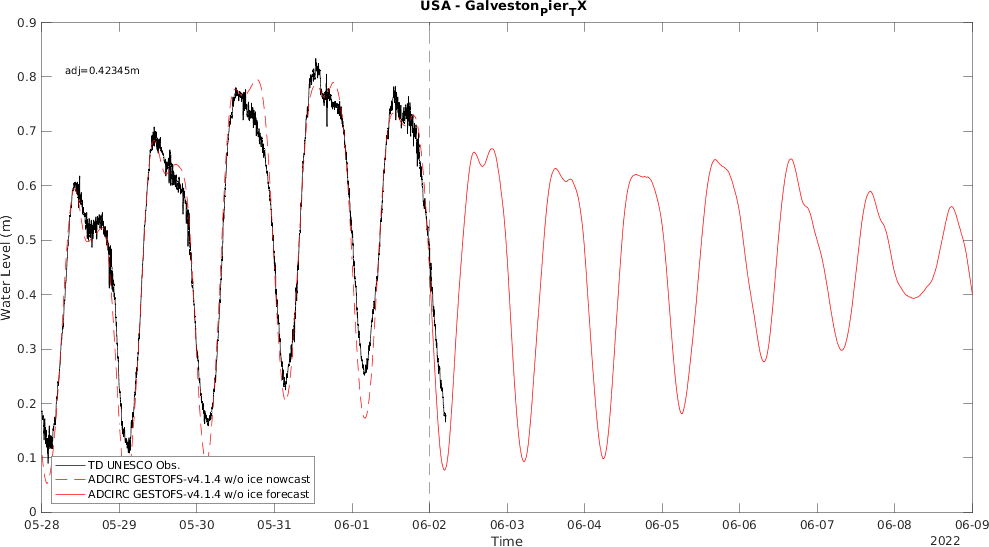 USA - GalvestonPierTX
0.9
adj=0.42345m
0.8
0.7
0.6
0.5
0.4
0.3
0.2
0.1
0
Water Level (m)
TD UNESCO Obs.
ADCIRC GESTOFS-v4.1.4 w/o ice nowcast
ADCIRC GESTOFS-v4.1.4 w/o ice forecast
05-28 05-29 05-30 05-31 06-01 06-02 06-03 06-04 06-05 06-06 06-07 06-08 06-09
Time
2022